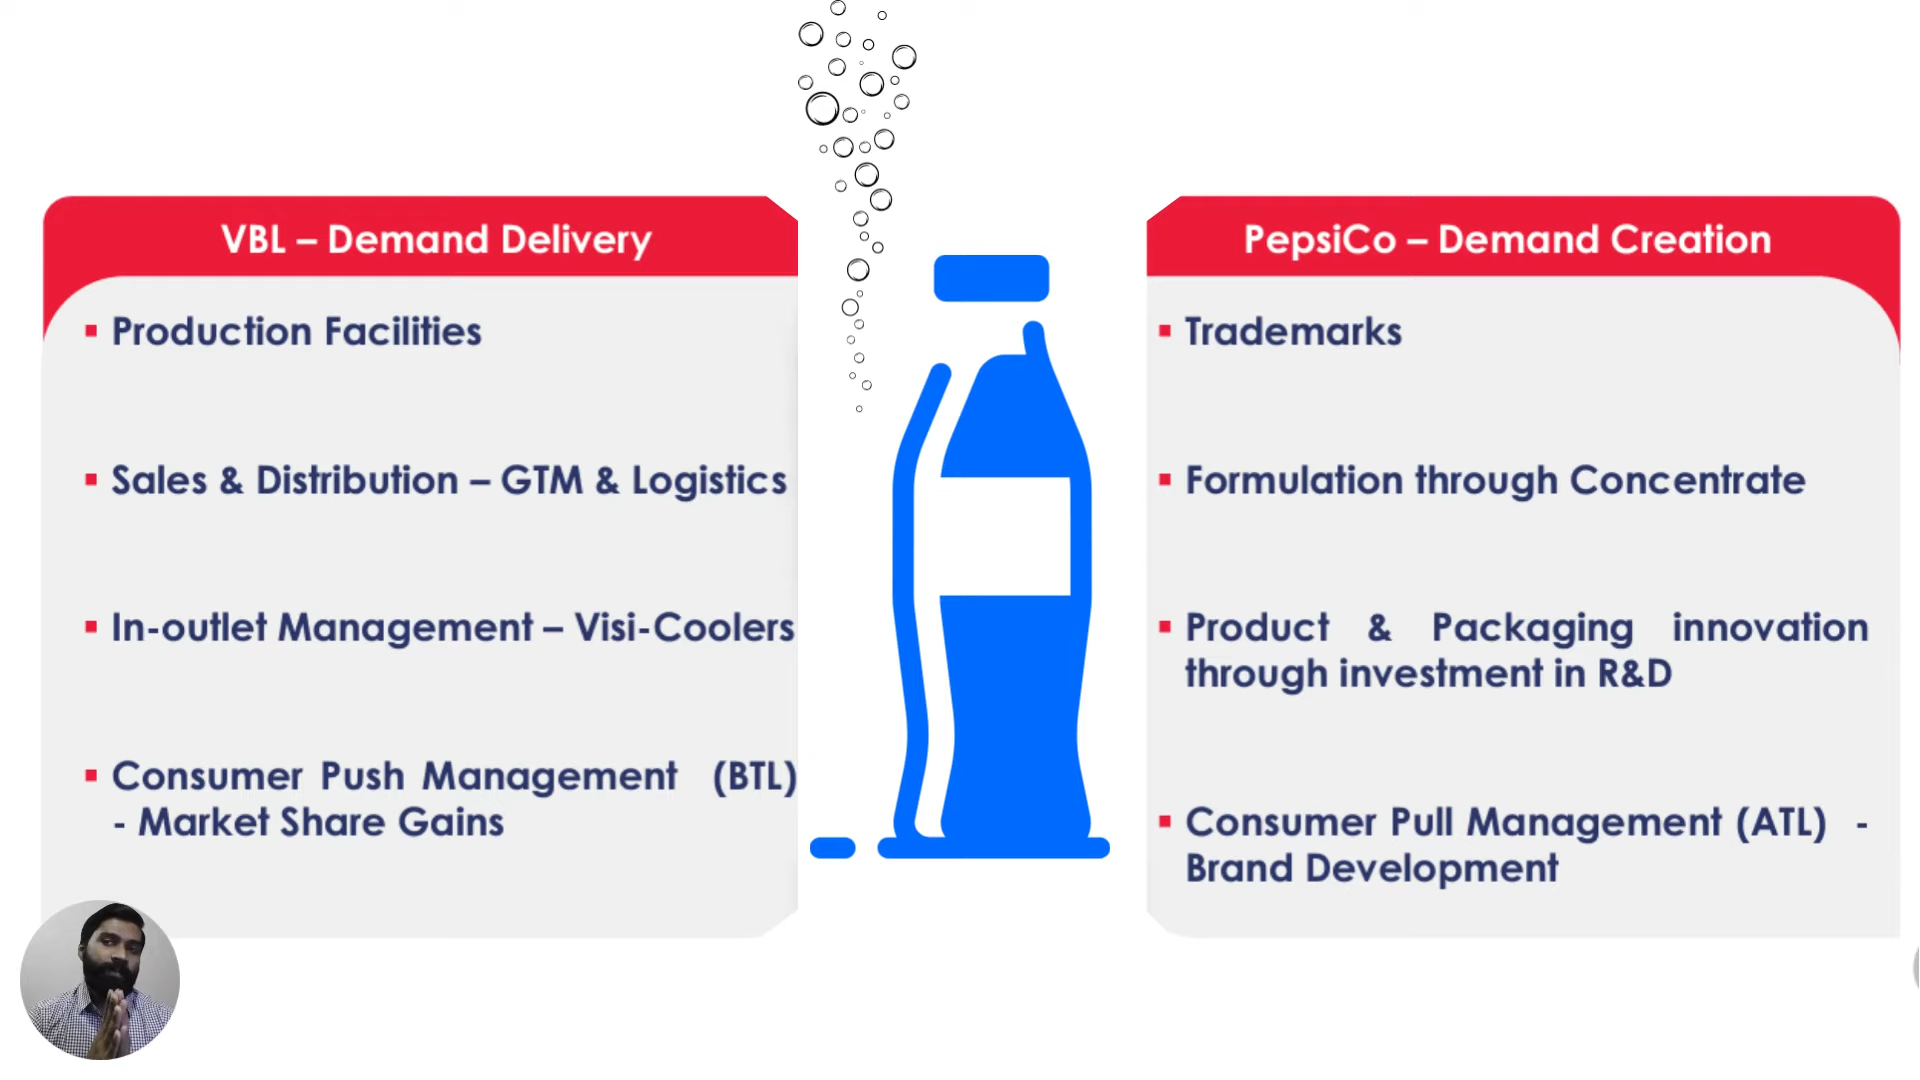 VBL – Demand Delivery
▪ Production Facilities
▪ Sales & Distribution – GTM & Logistics
▪ In-outlet Management – Visi-Coolers
▪ Consumer Push Management (BTL)
- Market Share Gains
PepsiCo – Demand Creation
▪ Trademarks
▪ Formulation through Concentrate
▪ Product & Packaging innovation
through investment in R&D
▪ Consumer Pull Management (ATL) -
Brand Development